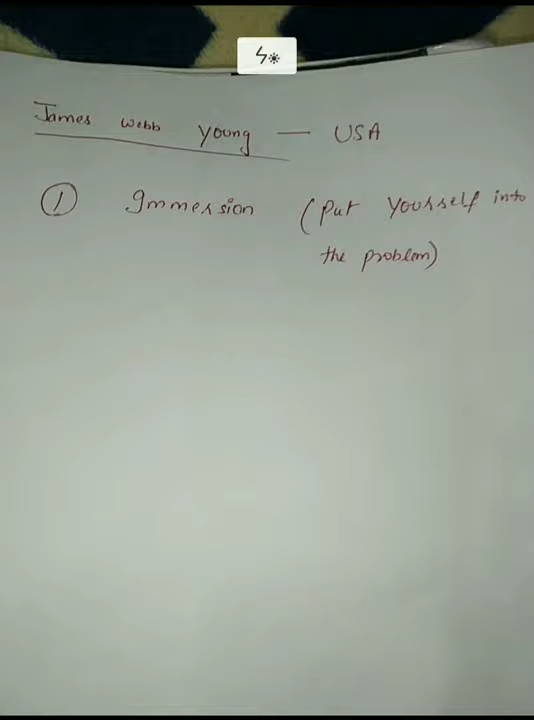 James Webb Young — USA
① Immersion (Put yourself into
the problem)